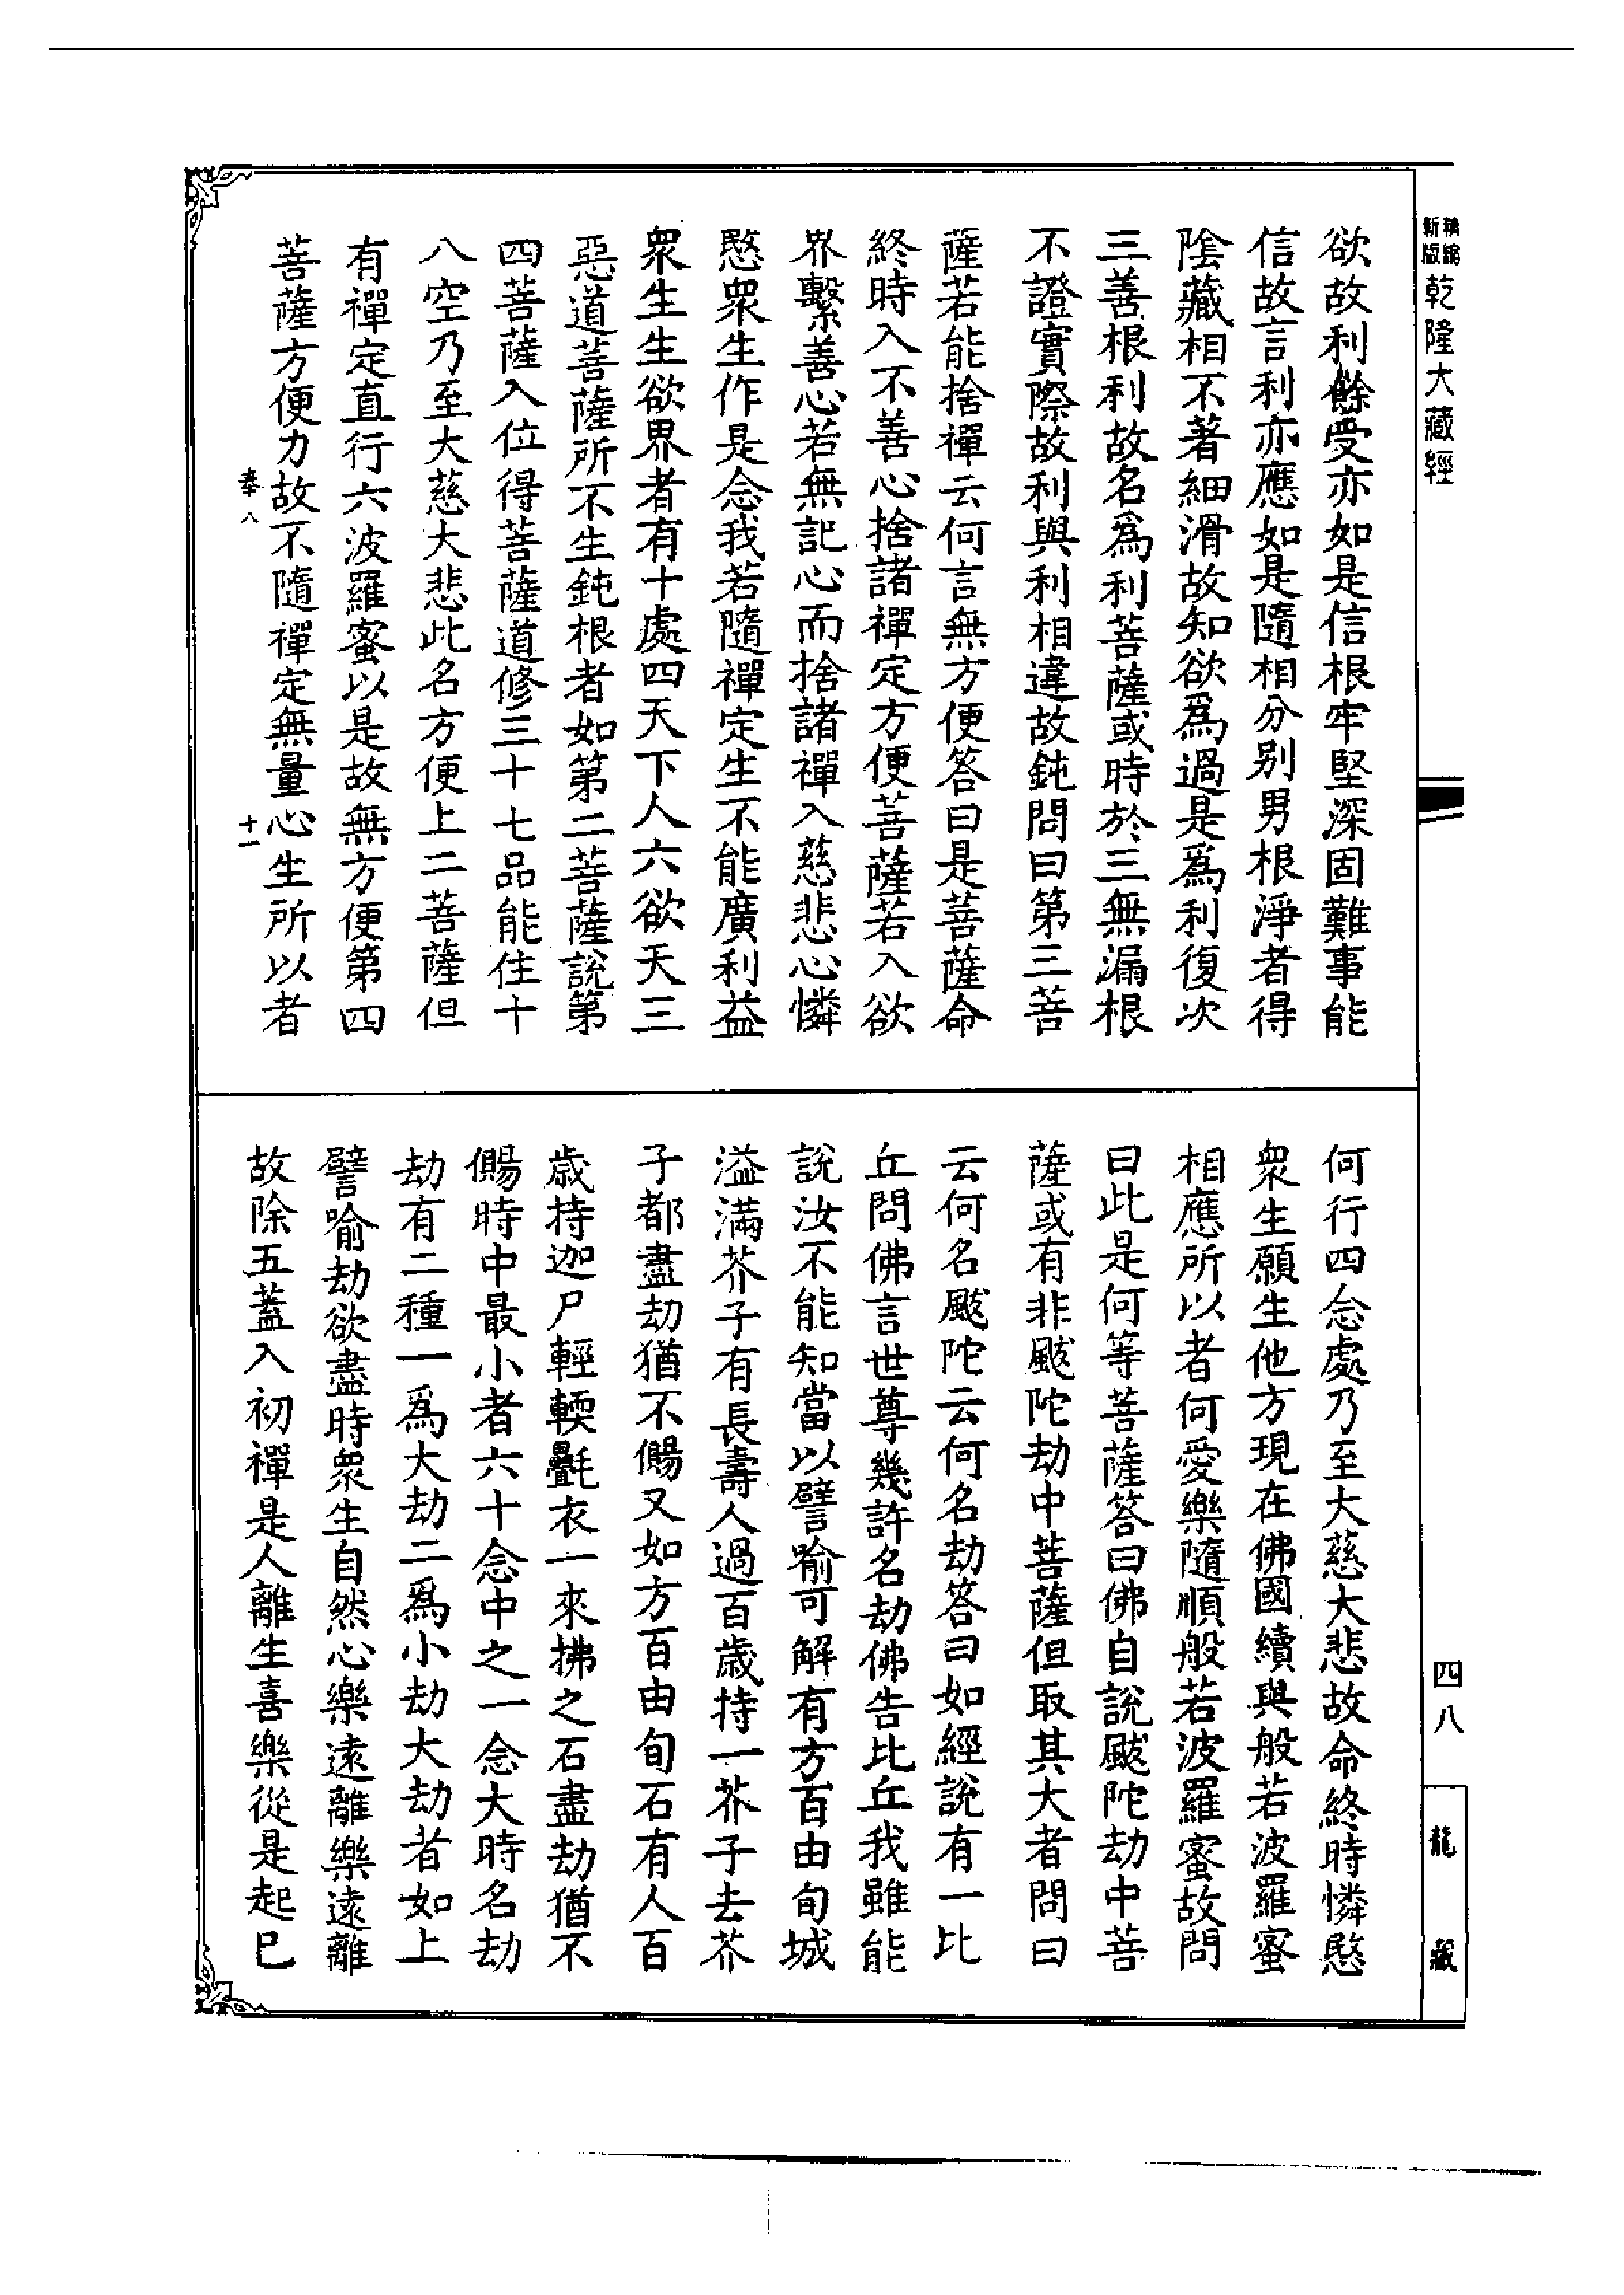 新編
新版
乾隆大藏經
欲故利餘受亦如是信根牢堅深固難事能
信故言利亦應如是隨相分別男根淨者得
陰藏相不著細滑故知欲爲過是爲利復次
三善根利故名爲利菩薩或時於三無漏根
不證實際故利與利相違故鈍問曰第三菩
薩若能捨禪云何言無方便答曰是菩薩命
終時入不善心捨諸禪定方便菩薩若入欲
界繫善心若無記心而捨諸禪入慈悲心憐
愍衆生作是念我若隨禪定生不能廣利益
衆生生欲界者有十處四天下人六欲天三
惡道菩薩所不生鈍根者如第二菩薩說第
四菩薩入位得菩薩道修三十七品能住十
八空乃至大慈大悲此名方便上二菩薩但
有禪定直行六波羅蜜以是故無方便第四
菩薩方便力故不隨禪定無量心生所以者
奉八
十一
何行四念處乃至大慈大悲故命終時憐愍
衆生願生他方現在佛國續與般若波羅蜜
相應所以者何愛樂隨順般若波羅蜜故問
曰此是何等菩薩答曰佛自說颰陀劫中菩
薩或有非颰陀劫中菩薩但取其大者問曰
云何名颰陀云何名劫答曰如經說有一比
丘問佛言世尊幾許名劫佛告比丘我雖能
說汝不能知當以譬喻可解有方百由旬城
溢滿芥子有長壽人過百歲持一芥子去芥
子都盡劫猶不賜又如方百由旬石有人百
歲持迦尸輕輭㲲衣一來拂之石盡劫猶不
賜時中最小者六十念中之一念大時名劫
劫有二種一爲大劫二爲小劫大劫者如上
譬喻劫欲盡時衆生自然心樂遠離樂遠離
故除五蓋入初禪是人離生喜樂從是起已
四八
龍藏